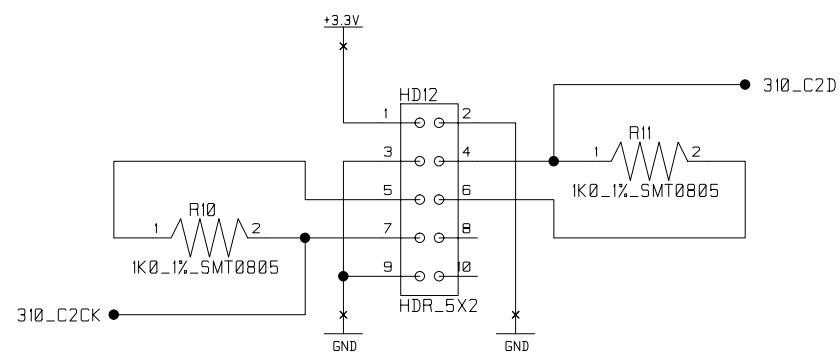 +3.3V
310_C2D
HD12
1 2
R11
3 4
1 2
1K0_1%_SMT0805
5 6
R10
1 2
7 8
1K0_1%_SMT0805
9 10
HDR_5X2
310_C2CK
GND GND